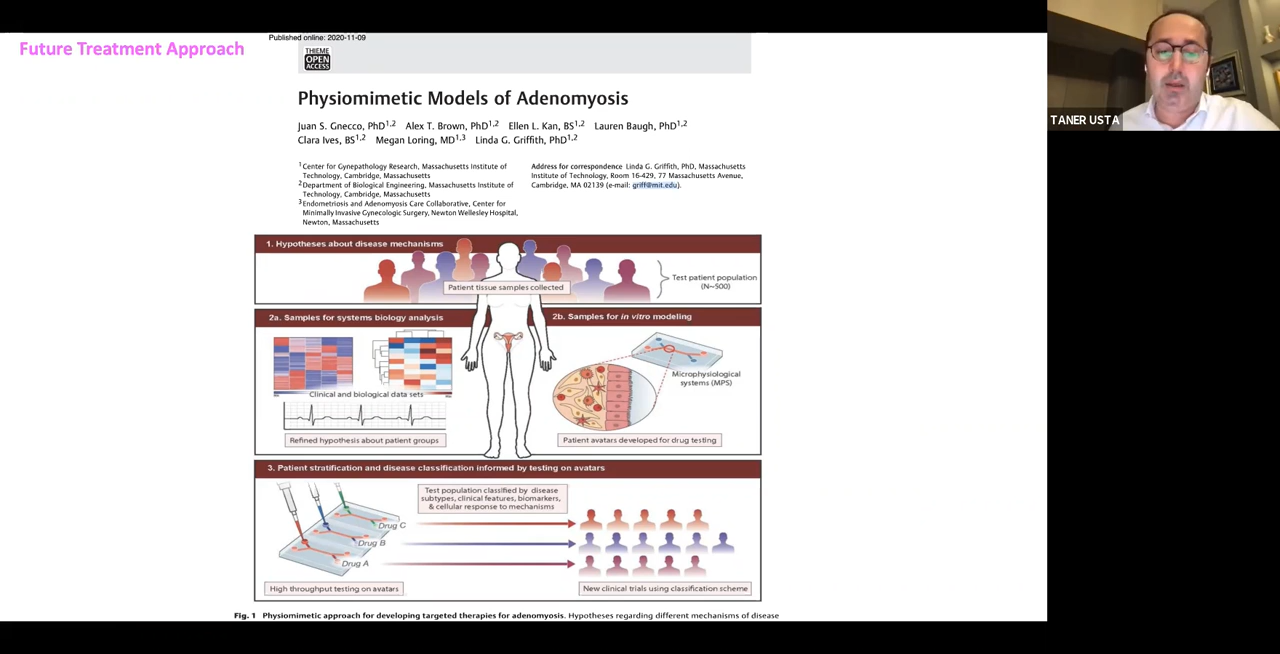 Future Treatment Approach
Published online: 2020-11-09
THIEME
OPEN
ACCESS
Physiomimetic Models of Adenomyosis
Juan S. Gnecco, PhD1,2 Alex T. Brown, PhD1,2 Ellen L. Kan, BS1,2 Lauren Baugh, PhD1,2
Clara Ives, BS1,2 Megan Loring, MD1,3 Linda G. Griffith, PhD1,2
1 Center for Gynepathology Research, Massachusetts Institute of
Technology, Cambridge, Massachusetts
2 Department of Biological Engineering, Massachusetts Institute of
Technology, Cambridge, Massachusetts
3 Endometriosis and Adenomyosis Care Collaborative, Center for
Minimally Invasive Gynecologic Surgery, Newton Wellesley Hospital,
Newton, Massachusetts
Address for correspondence Linda G. Griffith, PhD, Massachusetts
Institute of Technology, Room 16-429, 77 Massachusetts Avenue,
Cambridge, MA 02139 (e-mail: griff@mit.edu).
1. Hypotheses about disease mechanisms
Patient tissue samples collected
Test patient population
(N~500)
2a. Samples for systems biology analysis
Clinical and biological data sets
Refined hypothesis about patient groups
2b. Samples for in vitro modeling
Microphysiological
systems (MPS)
Patient avatars developed for drug testing
3. Patient stratification and disease classification informed by testing on avatars
Test population classified by disease
subtypes, clinical features, biomarkers,
& cellular response to mechanisms
Drug C
Drug B
Drug A
High throughput testing on avatars
New clinical trials using classification scheme
Fig. 1 Physiomimetic approach for developing targeted therapies for adenomyosis. Hypotheses regarding different mechanisms of disease
TANER USTA